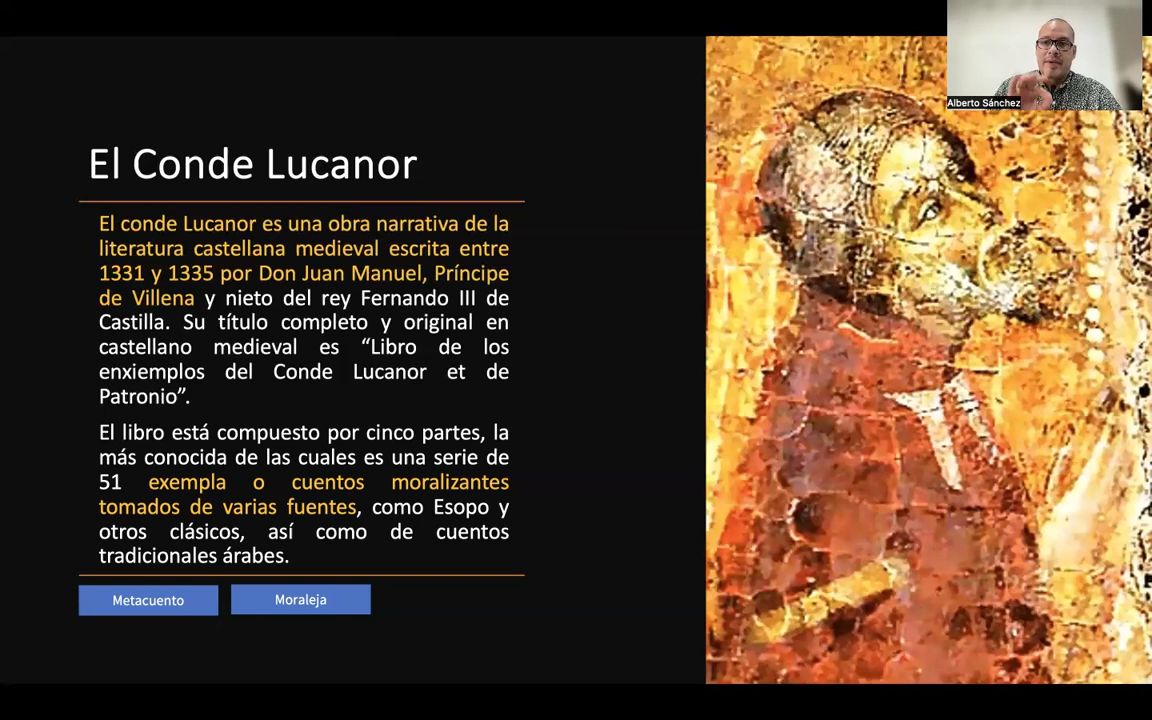 Alberto Sánchez
El Conde Lucanor
El conde Lucanor es una obra narrativa de la
literatura castellana medieval escrita entre
1331 y 1335 por Don Juan Manuel, Príncipe
de Villena y nieto del rey Fernando III de
Castilla. Su título completo y original en
castellano medieval es “Libro de los
enxiemplos del Conde Lucanor et de
Patronio”.
El libro está compuesto por cinco partes, la
más conocida de las cuales es una serie de
51 exempla o cuentos moralizantes
tomados de varias fuentes, como Esopo y
otros clásicos, así como de cuentos
tradicionales árabes.
Metacuento
Moraleja